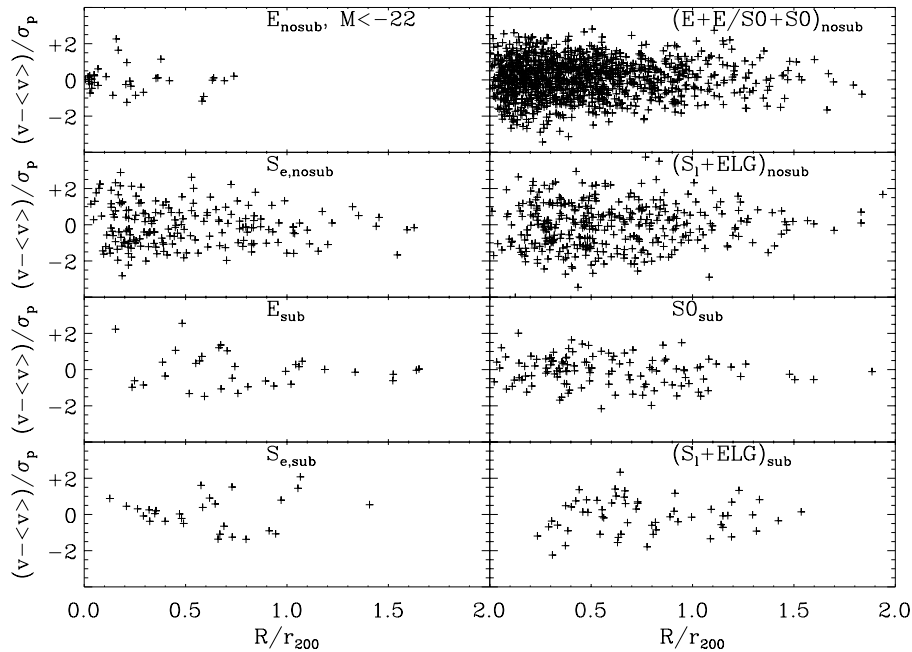 E_nosub, M<-22
(E+E/S0+S0)_nosub
(v-<v>)/σ_p
+2
0
-2
S_e,nosub
(S_l+ELG)_nosub
(v-<v>)/σ_p
+2
0
-2
E_sub
S0_sub
(v-<v>)/σ_p
+2
0
-2
S_e,sub
(S_l+ELG)_sub
(v-<v>)/σ_p
+2
0
-2
0.0 0.5 1.0 1.5 2.0 0.5 1.0 1.5 2.0
R/r_200 R/r_200